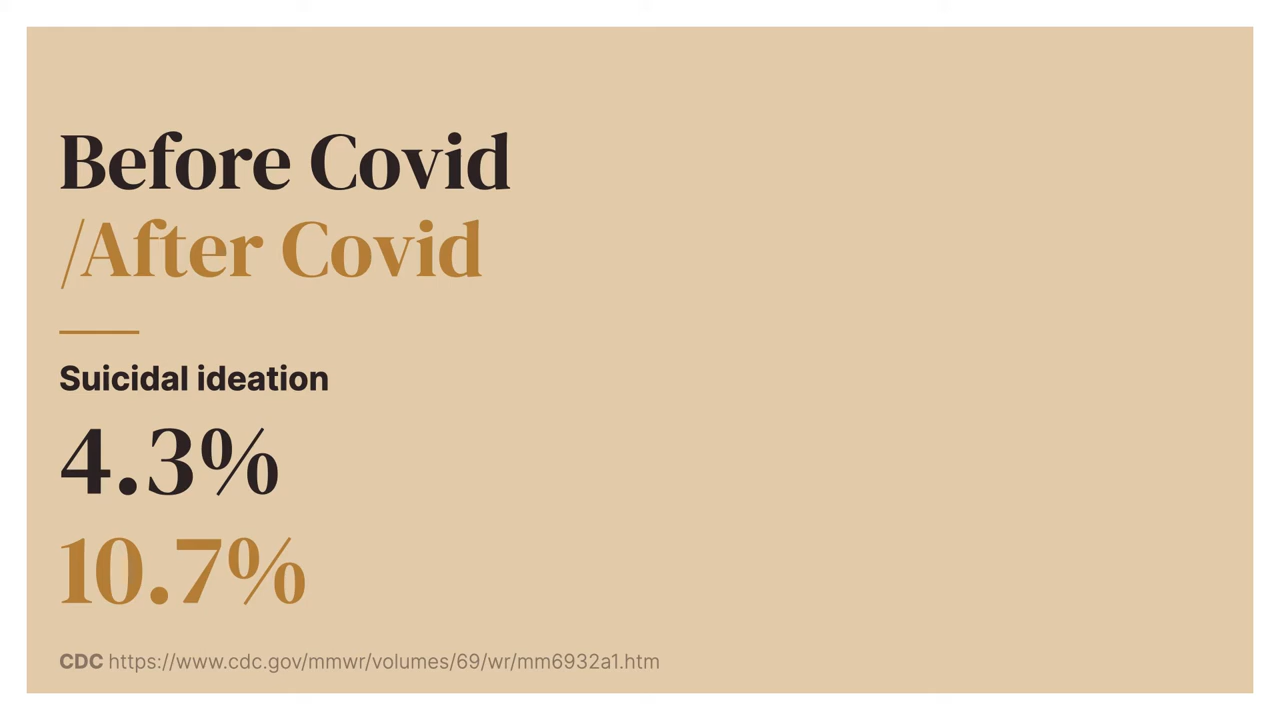 Before Covid
/After Covid
Suicidal ideation
4.3%
10.7%
CDC https://www.cdc.gov/mmwr/volumes/69/wr/mm6932a1.htm